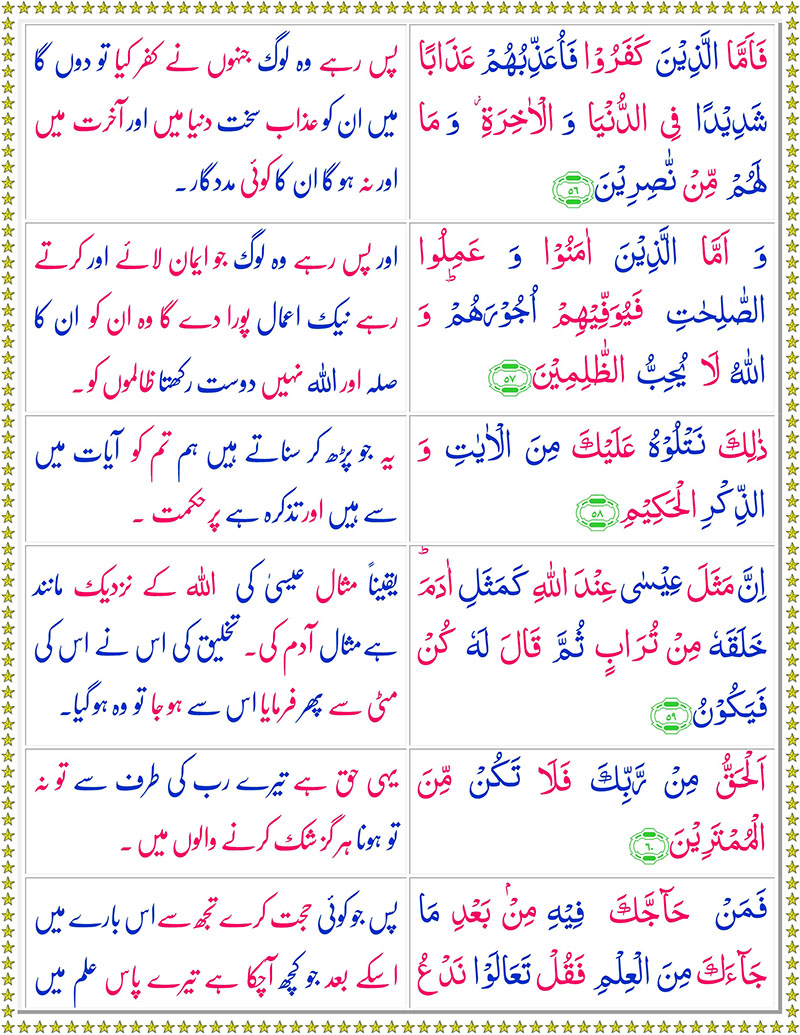 فَاَمَّا الَّذِيْنَ كَفَرُوْا فَاُعَذِّبُهُمْ عَذَابًا
شَدِيْدًا فِي الدُّنْيَا وَ الْاٰخِرَةِ ۫ وَ مَا
لَهُمْ مِّنْ نّٰصِرِيْنَ ۵۶
پس رہے وہ لوگ جنہوں نے کفر کیا تو دوں گا
میں ان کو عذاب سخت دنیا میں اور آخرت میں
اور نہ ہو گا ان کا کوئی مددگار ۔
وَ اَمَّا الَّذِيْنَ اٰمَنُوْا وَ عَمِلُوا
الصّٰلِحٰتِ فَيُوَفِّيْهِمْ اُجُوْرَهُمْ ؕ وَ
اللّٰهُ لَا يُحِبُّ الظّٰلِمِيْنَ ۵۷
اور پس رہے وہ لوگ جو ایمان لائے اور کرتے
رہے نیک اعمال پورا دے گا وہ ان کو ان کا
صلہ اور اللہ نہیں دوست رکھتا ظالموں کو ۔
ذٰلِكَ نَتْلُوْهُ عَلَيْكَ مِنَ الْاٰيٰتِ وَ
الذِّكْرِ الْحَكِيْمِ ۵۸
یہ جو پڑھ کر سناتے ہیں ہم تم کو آیات میں
سے ہیں اور تذکرہ ہے پر حکمت ۔
اِنَّ مَثَلَ عِيْسٰى عِنْدَ اللّٰهِ كَمَثَلِ اٰدَمَ ؕ
خَلَقَهٗ مِنْ تُرَابٍ ثُمَّ قَالَ لَهٗ كُنْ
فَيَكُوْنُ ۵۹
یقیناً مثال عیسیٰ کی اللہ کے نزدیک مانند
ہے مثال آدم کی۔ تخلیق کی اس نے اس کی
مٹی سے پھر فرمایا اس سے ہو جا تو وہ ہوگیا۔
اَلْحَقُّ مِنْ رَّبِّكَ فَلَا تَكُنْ مِّنَ
الْمُمْتَرِيْنَ ۶۰
یہی حق ہے تیرے رب کی طرف سے تو نہ
تو ہونا ہرگز شک کرنے والوں میں ۔
فَمَنْ حَآجَّكَ فِيْهِ مِنْۢ بَعْدِ مَا
جَآءَكَ مِنَ الْعِلْمِ فَقُلْ تَعَالَوْا نَدْعُ
پس جو کوئی حجت کرے تجھ سے اس بارے میں
اسکے بعد جو کچھ آچکا ہے تیرے پاس علم میں